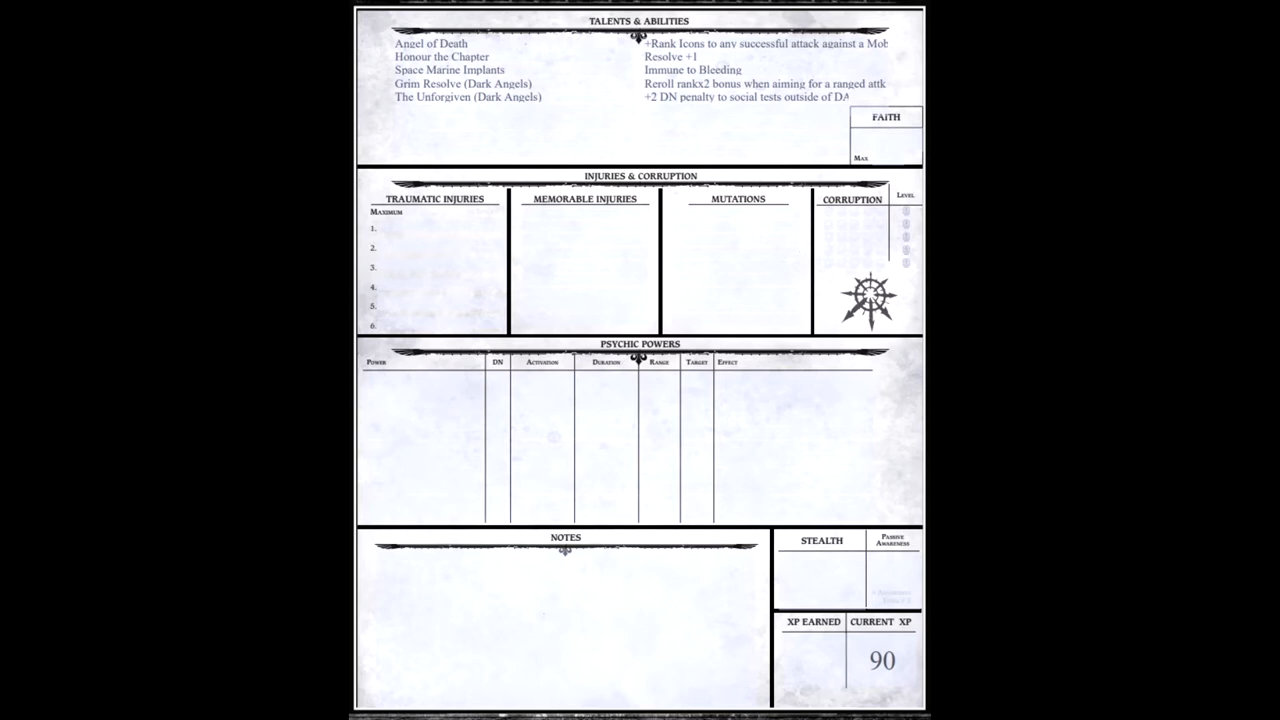 TALENTS & ABILITIES
Angel of Death +Rank Icons to any successful attack against a Mob
Honour the Chapter Resolve +1
Space Marine Implants Immune to Bleeding
Grim Resolve (Dark Angels) Reroll rankx2 bonus when aiming for a ranged attk
The Unforgiven (Dark Angels) +2 DN penalty to social tests outside of DA
FAITH
MAX
INJURIES & CORRUPTION
TRAUMATIC INJURIES MEMORABLE INJURIES MUTATIONS CORRUPTION LEVEL
MAXIMUM
1.
2.
3.
4.
5.
6.
PSYCHIC POWERS
POWER DN ACTIVATION DURATION RANGE TARGET EFFECT
NOTES
STEALTH PASSIVE AWARENESS
XP EARNED CURRENT XP
90